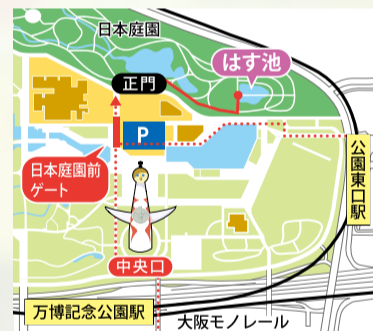 日本庭園
はす池
正門
P
公園東口駅
日本庭園前
ゲート
中央口
万博記念公園駅
大阪モノレール